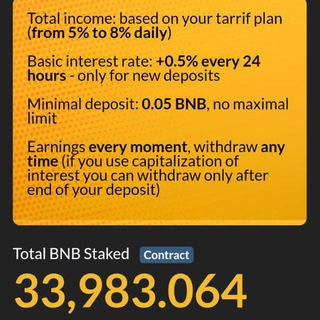 Total income: based on your tarrif plan
(from 5% to 8% daily)
Basic interest rate: +0.5% every 24
hours - only for new deposits
Minimal deposit: 0.05 BNB, no maximal
limit
Earnings every moment, withdraw any
time (if you use capitalization of
interest you can withdraw only after
end of your deposit)
Total BNB Staked Contract
33,983.064